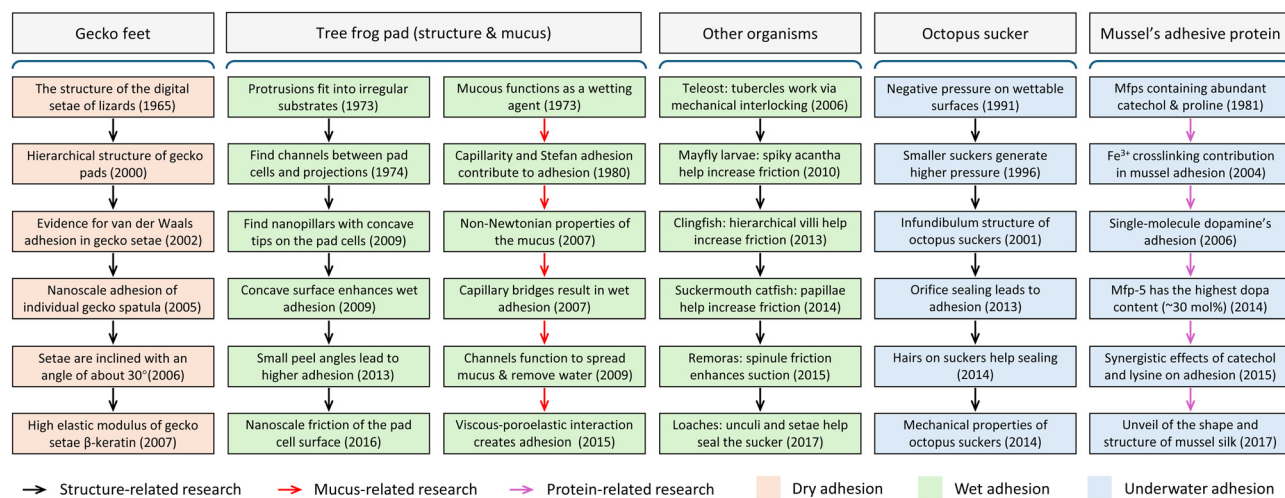 Gecko feet
Tree frog pad (structure & mucus)
Other organisms
Octopus sucker
Mussel's adhesive protein
The structure of the digital
setae of lizards (1965)
Hierarchical structure of gecko
pads (2000)
Evidence for van der Waals
adhesion in gecko setae (2002)
Nanoscale adhesion of
individual gecko spatula (2005)
Setae are inclined with an
angle of about 30°(2006)
High elastic modulus of gecko
setae β-keratin (2007)
Protrusions fit into irregular
substrates (1973)
Find channels between pad
cells and projections (1974)
Find nanopillars with concave
tips on the pad cells (2009)
Concave surface enhances wet
adhesion (2009)
Small peel angles lead to
higher adhesion (2013)
Nanoscale friction of the pad
cell surface (2016)
Mucous functions as a wetting
agent (1973)
Capillarity and Stefan adhesion
contribute to adhesion (1980)
Non-Newtonian properties of
the mucus (2007)
Capillary bridges result in wet
adhesion (2007)
Channels function to spread
mucus & remove water (2009)
Viscous-poroelastic interaction
creates adhesion (2015)
Teleost: tubercles work via
mechanical interlocking (2006)
Mayfly larvae: spiky acantha
help increase friction (2010)
Clingfish: hierarchical villi help
increase friction (2013)
Suckermouth catfish: papillae
help increase friction (2014)
Remoras: spinule friction
enhances suction (2015)
Loaches: unculi and setae help
seal the sucker (2017)
Negative pressure on wettable
surfaces (1991)
Smaller suckers generate
higher pressure (1996)
Infundibulum structure of
octopus suckers (2001)
Orifice sealing leads to
adhesion (2013)
Hairs on suckers help sealing
(2014)
Mechanical properties of
octopus suckers (2014)
Mfps containing abundant
catechol & proline (1981)
Fe³⁺ crosslinking contribution
in mussel adhesion (2004)
Single-molecule dopamine's
adhesion (2006)
Mfp-5 has the highest dopa
content (~30 mol%) (2014)
Synergistic effects of catechol
and lysine on adhesion (2015)
Unveil of the shape and
structure of mussel silk (2017)
Structure-related research
Mucus-related research
Protein-related research
Dry adhesion
Wet adhesion
Underwater adhesion